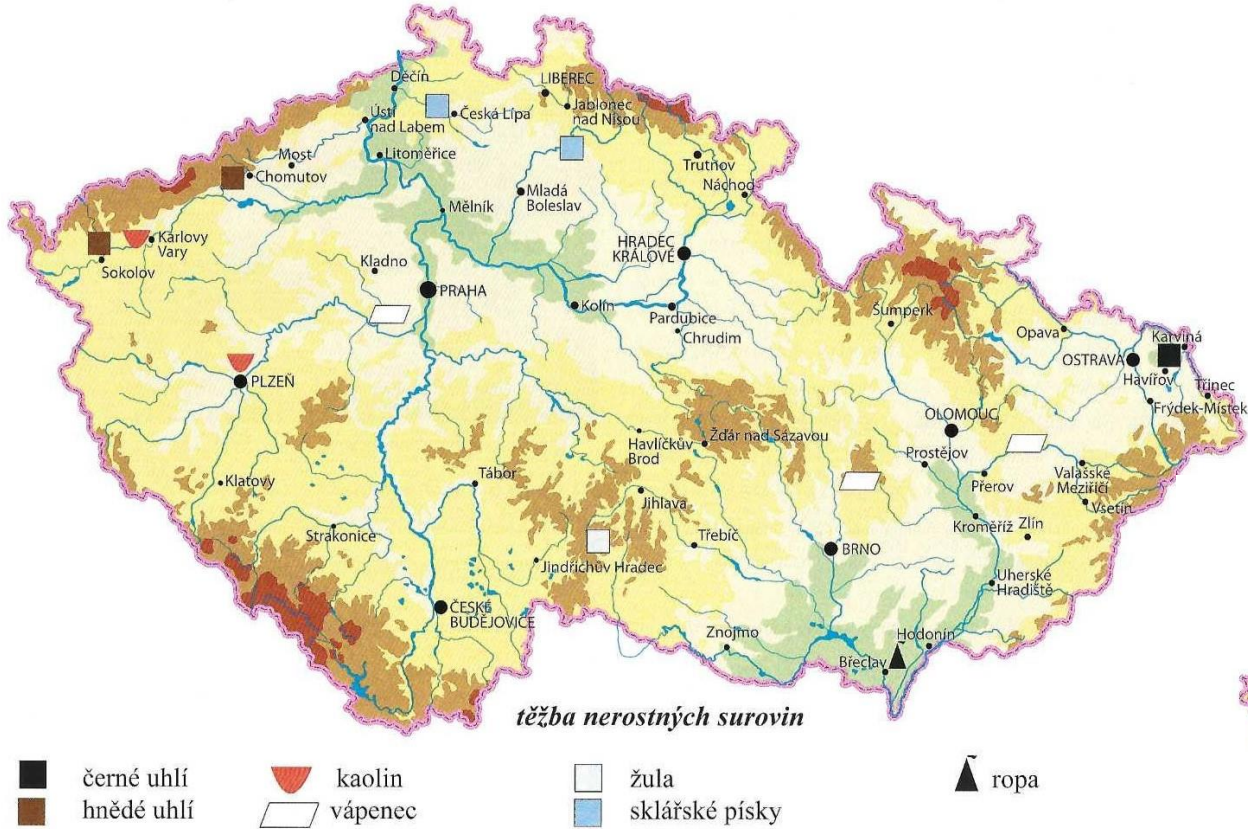 Děčín
LIBEREC
Jablonec
nad Nisou
Česká Lípa
Ústí
nad Labem
Most
Litoměřice
Chomutov
Trutnov
Náchod
Mladá
Boleslav
Mělník
Karlovy
Vary
Sokolov
Kladno
HRADEC
KRÁLOVÉ
PRAHA
Kolín
Pardubice
Chrudim
Šumperk
Opava
Karviná
OSTRAVA
Havířov
Třinec
Frýdek-Místek
PLZEŇ
OLOMOUC
Havlíčkův
Brod
Žďár nad Sázavou
Prostějov
Klatovy
Tábor
Přerov
Valašské
Meziříčí
Jihlava
Vsetín
Strakonice
Kroměříž
Zlín
Třebíč
BRNO
Jindřichův Hradec
Uherské
Hradiště
ČESKÉ
BUDĚJOVICE
Znojmo
Hodonín
Břeclav
těžba nerostných surovin
černé uhlí
kaolin
žula
ropa
hnědé uhlí
vápenec
sklářské písky